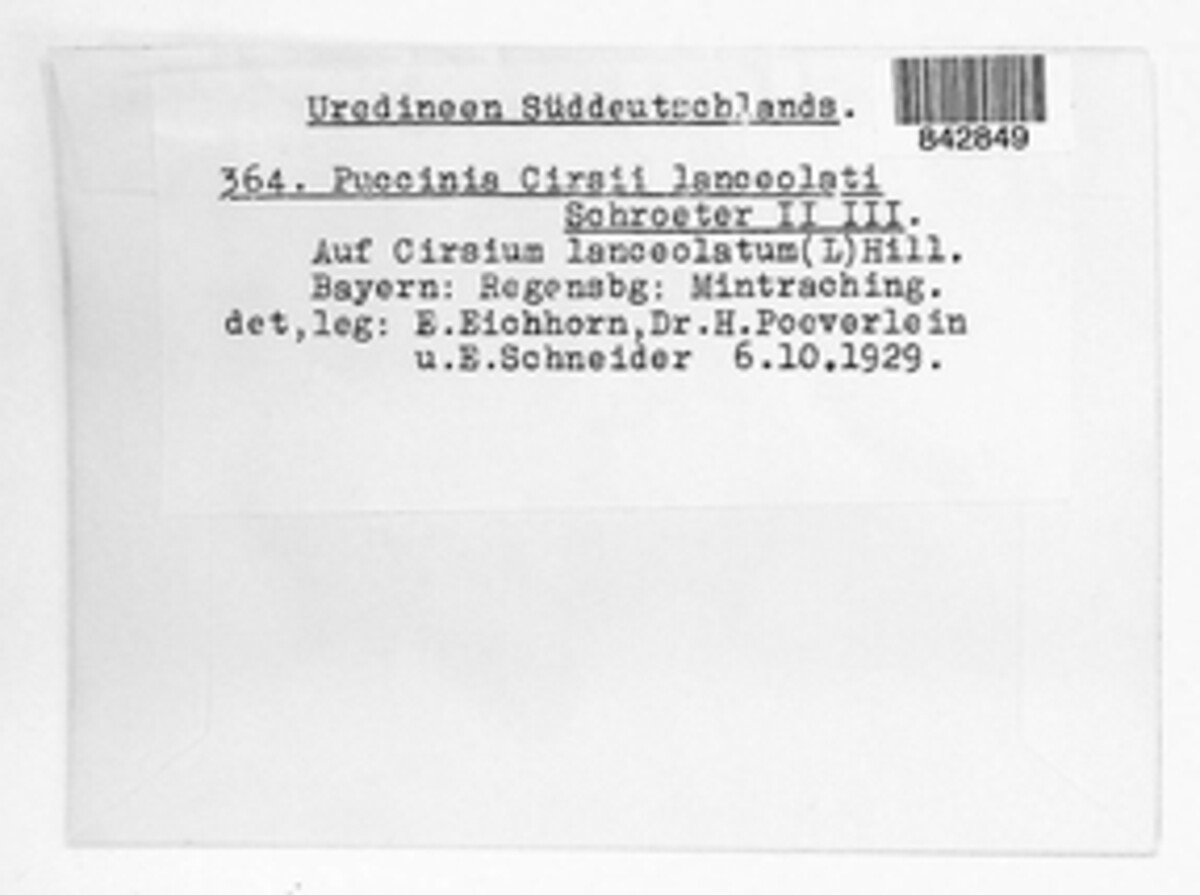 Uredineen Süddeutschlands.
842849
364. Puccinia Cirsii lanceolati
Schroeter II III.
Auf Cirsium lanceolatum(L)Hill.
Bayern: Regensbg: Mintraching.
det,leg: E.Eichhorn,Dr.H.Poeverlein
u.E.Schneider 6.10.1929.